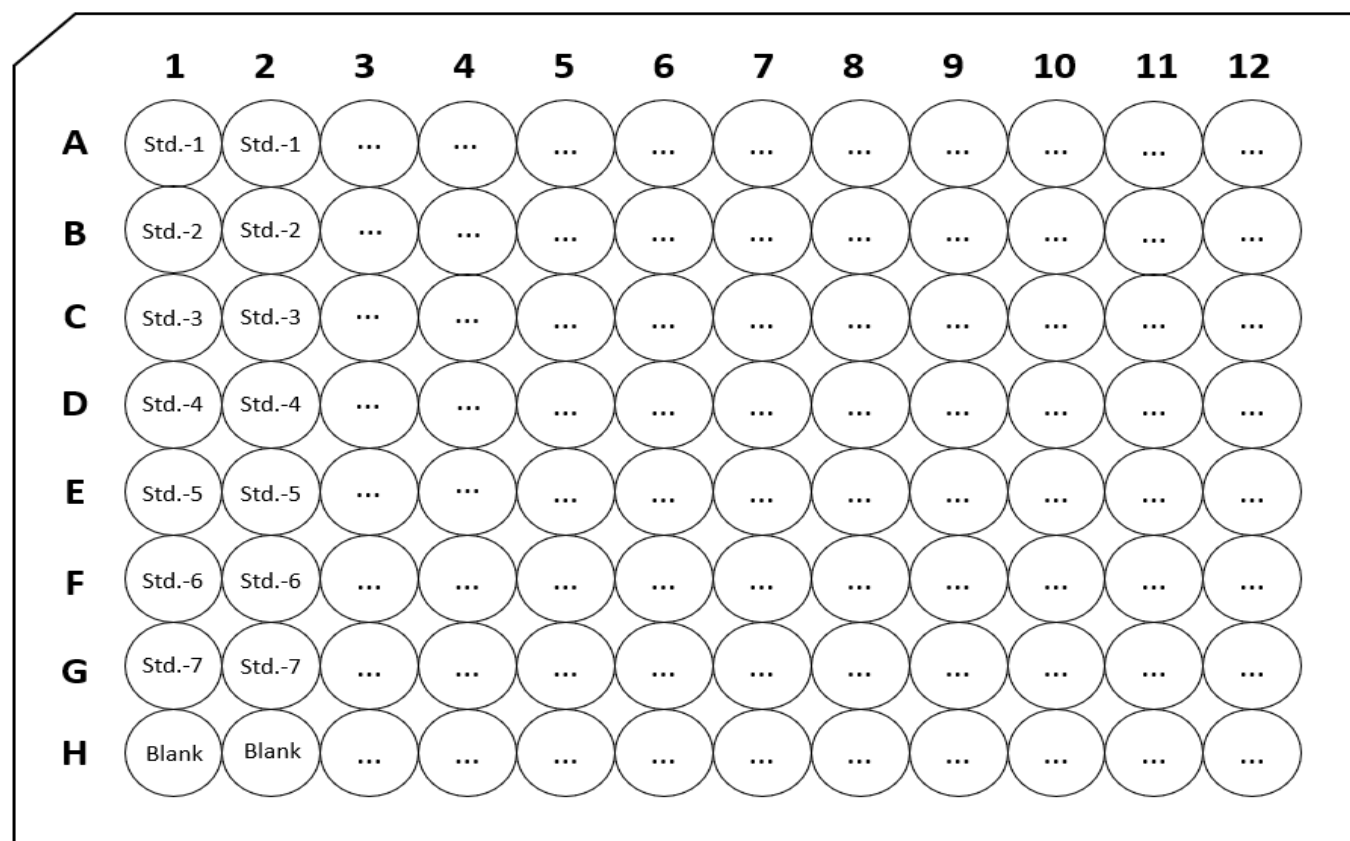 1 2 3 4 5 6 7 8 9 10 11 12
A Std.-1 Std.-1 ... ... ... ... ... ... ... ... ... ...
B Std.-2 Std.-2 ... ... ... ... ... ... ... ... ... ...
C Std.-3 Std.-3 ... ... ... ... ... ... ... ... ... ...
D Std.-4 Std.-4 ... ... ... ... ... ... ... ... ... ...
E Std.-5 Std.-5 ... ... ... ... ... ... ... ... ... ...
F Std.-6 Std.-6 ... ... ... ... ... ... ... ... ... ...
G Std.-7 Std.-7 ... ... ... ... ... ... ... ... ... ...
H Blank Blank ... ... ... ... ... ... ... ... ... ...